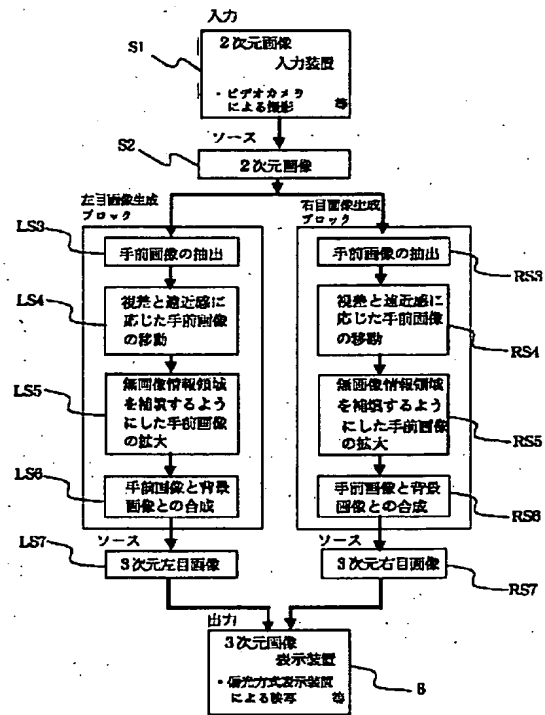 入力
S1
2次元画像
入力装置
・ビデオカメラ
による撮影
等
ソース
S2
2次元画像
左目画像生成
ブロック
右目画像生成
ブロック
LS3
手前画像の抽出
手前画像の抽出
RS3
LS4
視差と遠近感に
応じた手前画像
の移動
視差と遠近感に
応じた手前画像
の移動
RS4
LS5
無画像情報領域
を補填するよう
にした手前画像
の拡大
無画像情報領域
を補填するよう
にした手前画像
の拡大
RS5
LS6
手前画像と背景
画像との合成
手前画像と背景
画像との合成
RS6
ソース
ソース
LS7
3次元左目画像
3次元右目画像
RS7
出力
3次元画像
表示装置
・偏光方式表示装置
による映写
等
8